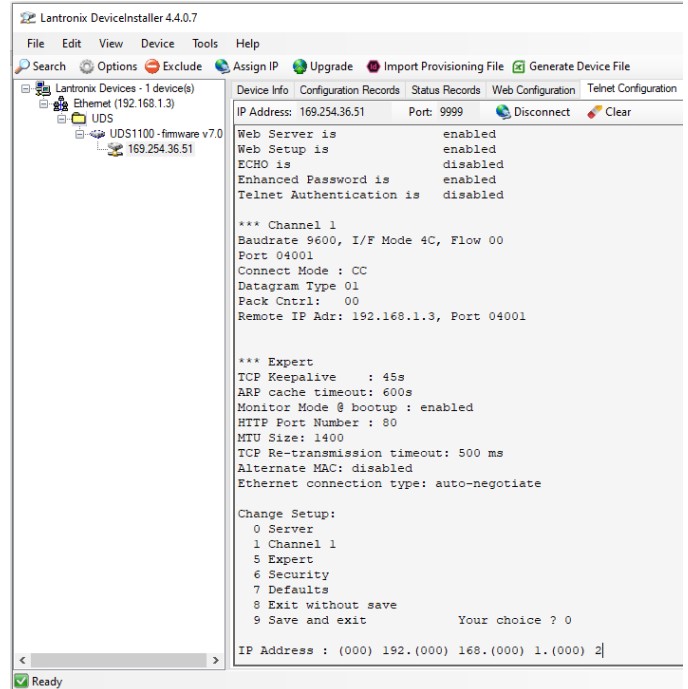 Lantronix DeviceInstaller 4.4.0.7
File Edit View Device Tools Help
Search Options Exclude Assign IP Upgrade Import Provisioning File Generate Device File
Lantronix Devices - 1 device(s)
Ethernet (192.168.1.3)
UDS
UDS1100 - firmware v7.0
169.254.36.51
Device Info Configuration Records Status Records Web Configuration Telnet Configuration
IP Address: 169.254.36.51 Port: 9999 Disconnect Clear
Web Server is enabled
Web Setup is enabled
ECHO is disabled
Enhanced Password is enabled
Telnet Authentication is disabled
*** Channel 1
Baudrate 9600, I/F Mode 4C, Flow 00
Port 04001
Connect Mode : CC
Datagram Type 01
Pack Cntrl: 00
Remote IP Adr: 192.168.1.3, Port 04001
*** Expert
TCP Keepalive : 45s
ARP cache timeout: 600s
Monitor Mode @ bootup : enabled
HTTP Port Number : 80
MTU Size: 1400
TCP Re-transmission timeout: 500 ms
Alternate MAC: disabled
Ethernet connection type: auto-negotiate
Change Setup:
0 Server
1 Channel 1
5 Expert
6 Security
7 Defaults
8 Exit without save
9 Save and exit Your choice ? 0
IP Address : (000) 192.(000) 168.(000) 1.(000) 2
Ready